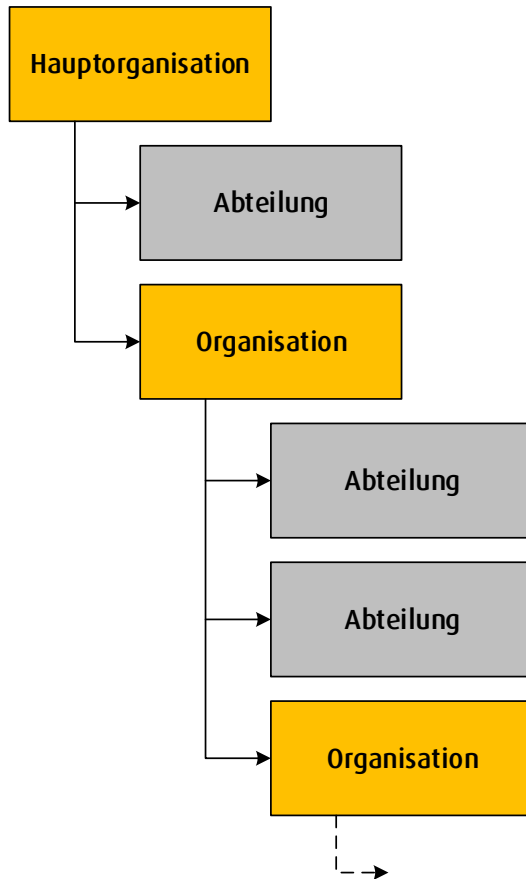 Hauptorganisation
Abteilung
Organisation
Abteilung
Abteilung
Organisation